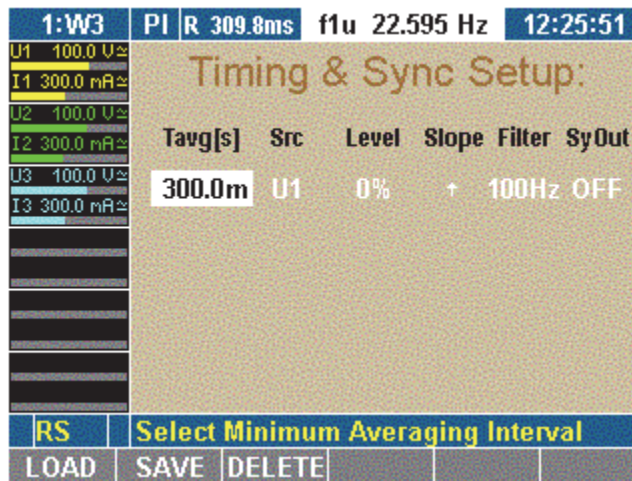 1:W3 PI R 309.8ms f1u 22.595 Hz 12:25:51
U1 100.0 V≃
I1 300.0 mA≃
U2 100.0 V≃
I2 300.0 mA≃
U3 100.0 V≃
I3 300.0 mA≃
Timing & Sync Setup:
Tavg[s] Src Level Slope Filter SyOut
300.0m U1 0% ↑ 100Hz OFF
RS Select Minimum Averaging Interval
LOAD SAVE DELETE